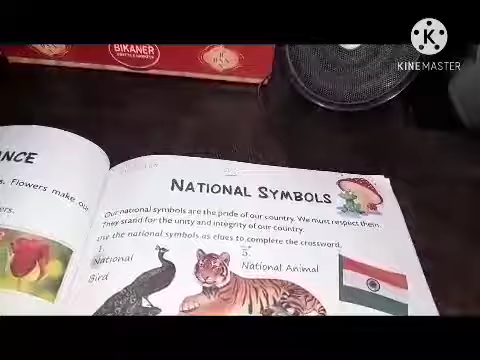 BIKANER
KINEMASTER
ANCE
s. Flowers make our
NATIONAL SYMBOLS
Our national symbols are the pride of our country. We must respect them.
They stand for the unity and integrity of our country.
Use the national symbols as clues to complete the crossword.
1.
National
Bird
3.
National Animal